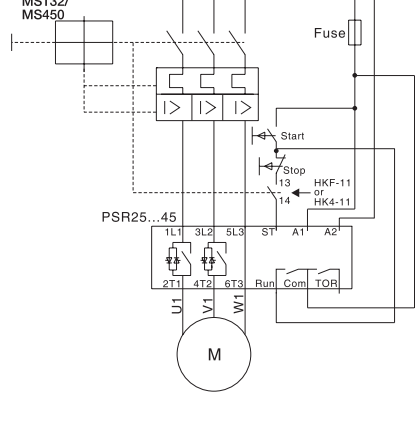 MS132/
MS450
Fuse
Start
Stop
13
HKF-11
or
14
HK4-11
PSR25...45
1L1 3L2 5L3 ST A1 A2
2T1 4T2 6T3 Run Com TOR
U1
V1
W1
M